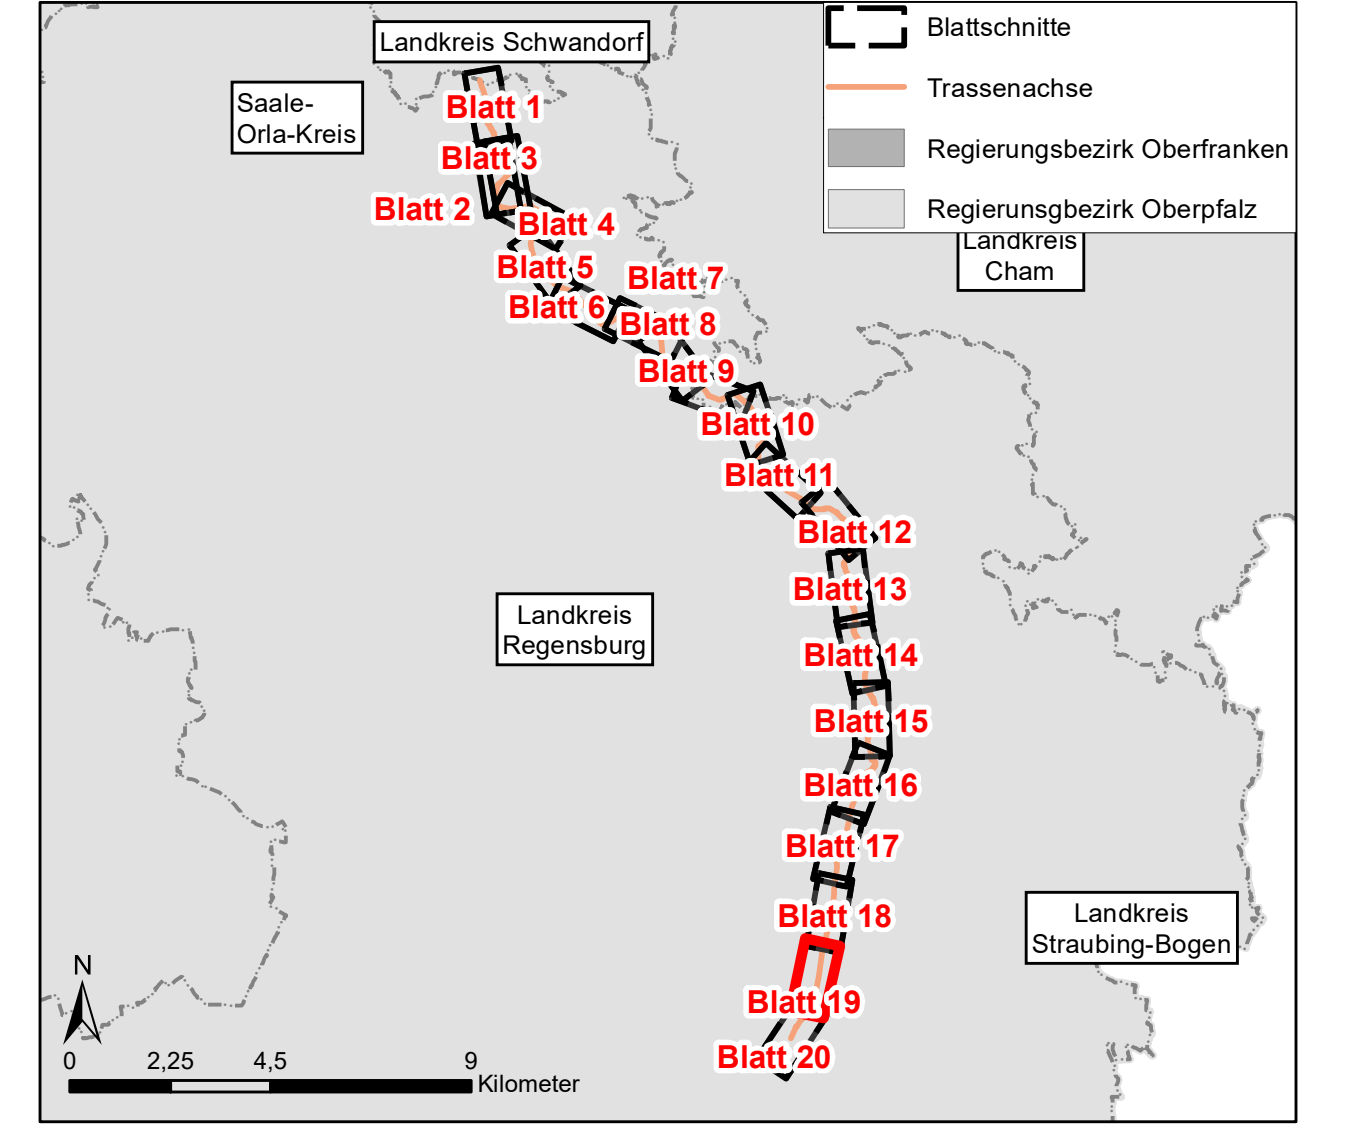 Landkreis Schwandorf
Saale-
Orla-Kreis
Blattschnitte
Trassenachse
Regierungsbezirk Oberfranken
Regierunsgbezirk Oberpfalz
Landkreis
Cham
Blatt 1
Blatt 3
Blatt 2
Blatt 4
Blatt 5
Blatt 7
Blatt 6
Blatt 8
Blatt 9
Blatt 10
Blatt 11
Blatt 12
Blatt 13
Landkreis
Regensburg
Blatt 14
Blatt 15
Blatt 16
Blatt 17
Blatt 18
Landkreis
Straubing-Bogen
Blatt 19
Blatt 20
N
0 2,25 4,5 9
Kilometer